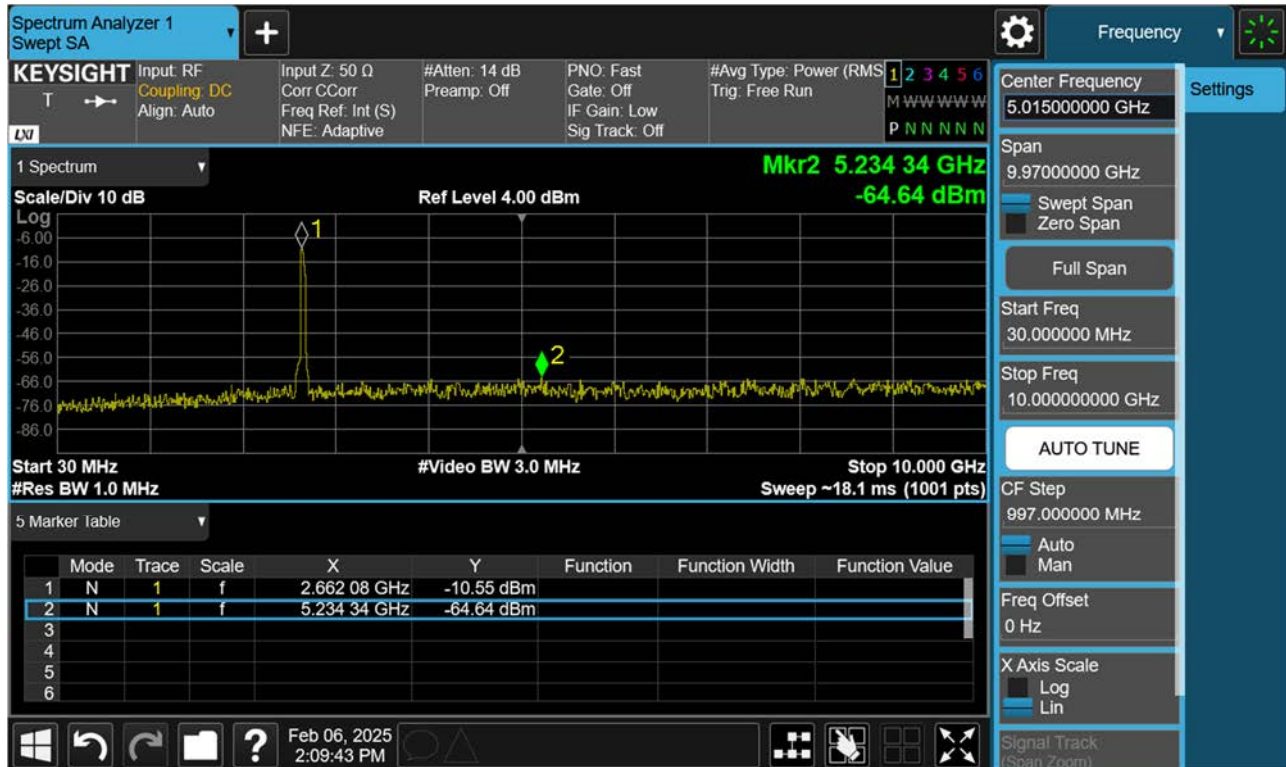 Spectrum Analyzer 1
Swept SA
Frequency
KEYSIGHT
T
LXI
Input: RF
Coupling: DC
Align: Auto
Input Z: 50 Ω
Corr CCorr
Freq Ref: Int (S)
NFE: Adaptive
#Atten: 14 dB
Preamp: Off
PNO: Fast
Gate: Off
IF Gain: Low
Sig Track: Off
#Avg Type: Power (RMS
Trig: Free Run
1 2 3 4 5 6
M W W W W W
P N N N N N
1 Spectrum
Mkr2 5.234 34 GHz
-64.64 dBm
Scale/Div 10 dB
Ref Level 4.00 dBm
Log
-6.00
-16.0
-26.0
-36.0
-46.0
-56.0
-66.0
-76.0
-86.0
1
2
Start 30 MHz
#Video BW 3.0 MHz
Stop 10.000 GHz
#Res BW 1.0 MHz
Sweep ~18.1 ms (1001 pts)
5 Marker Table
Mode Trace Scale X Y Function Function Width Function Value
1 N 1 f 2.662 08 GHz -10.55 dBm
2 N 1 f 5.234 34 GHz -64.64 dBm
3
4
5
6
Feb 06, 2025
2:09:43 PM
Center Frequency
5.015000000 GHz
Settings
Span
9.97000000 GHz
Swept Span
Zero Span
Full Span
Start Freq
30.000000 MHz
Stop Freq
10.000000000 GHz
AUTO TUNE
CF Step
997.000000 MHz
Auto
Man
Freq Offset
0 Hz
X Axis Scale
Log
Lin
Signal Track
(Span Zoom)